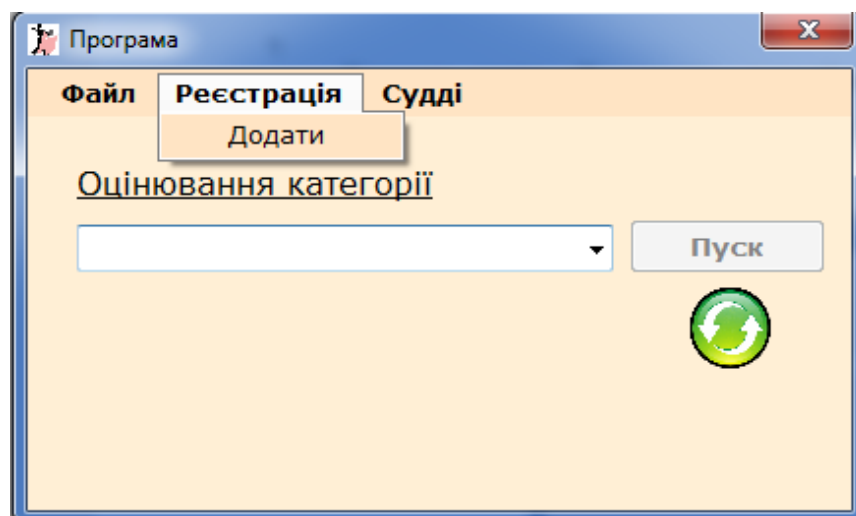 Програма
Файл Реєстрація Судді
Додати
Оцінювання категорії
Пуск